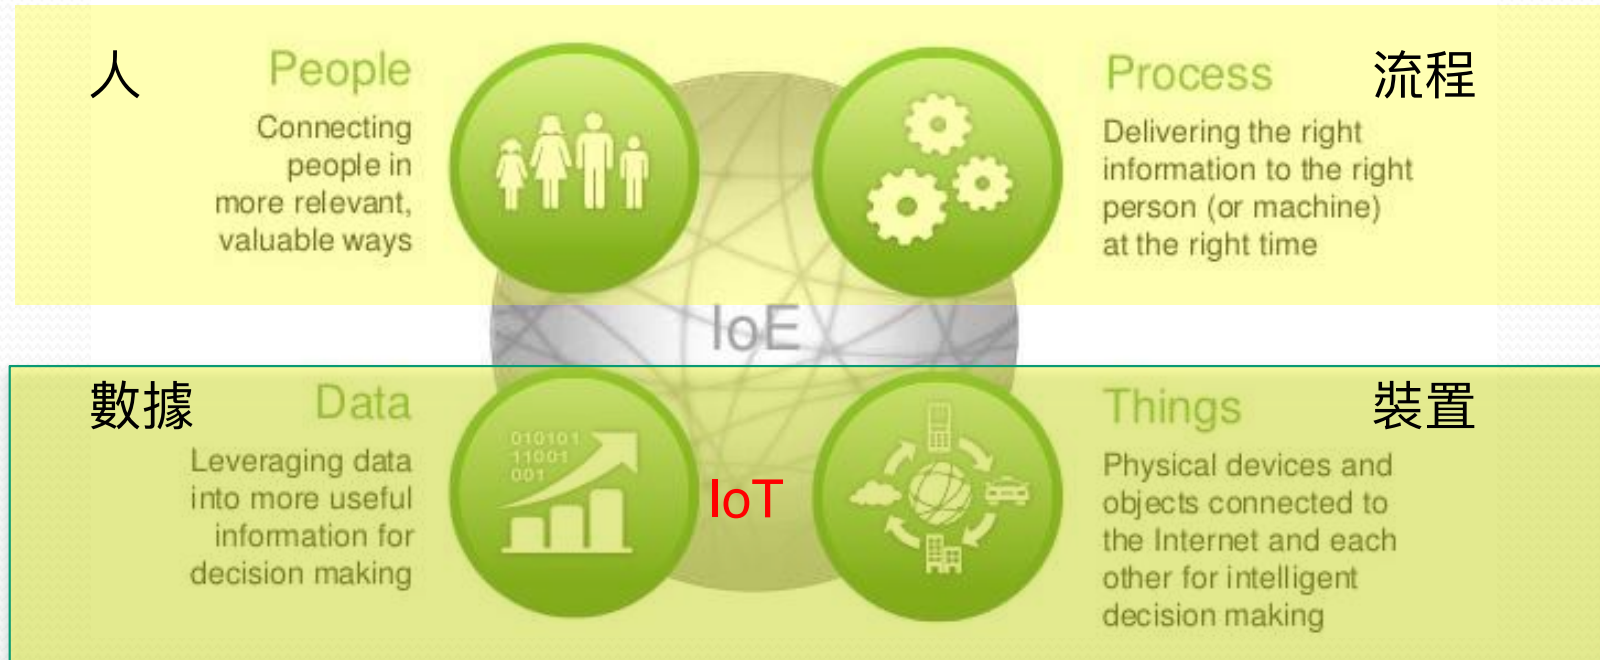 人
People
Connecting
people in
more relevant,
valuable ways
Process
流程
Delivering the right
information to the right
person (or machine)
at the right time
IoE
數據
Data
Leveraging data
into more useful
information for
decision making
010101
11001
001
IoT
Things
裝置
Physical devices and
objects connected to
the Internet and each
other for intelligent
decision making